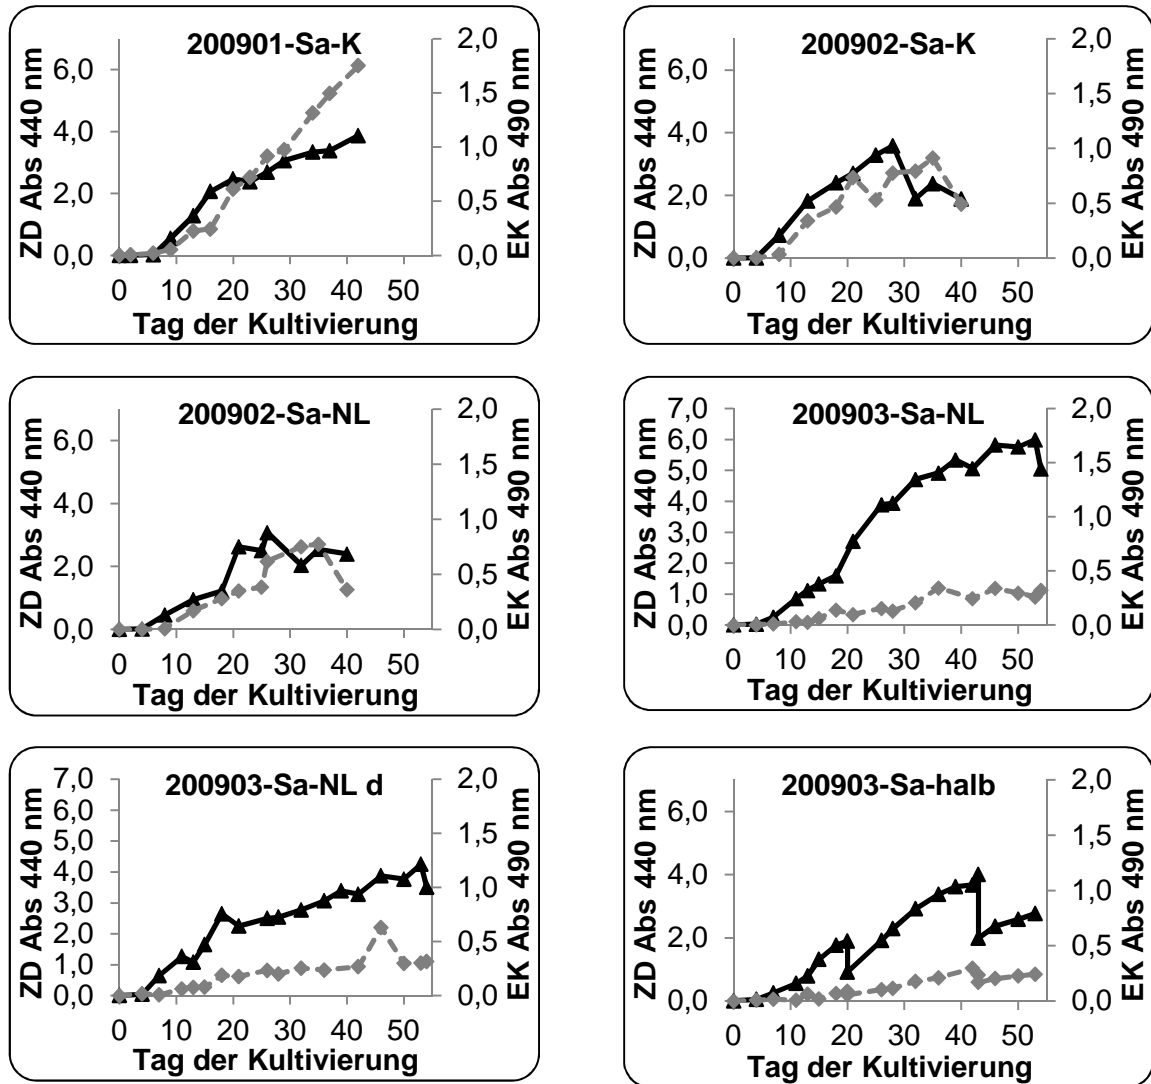 200901-Sa-K
ZD Abs 440 nm
6,0
4,0
2,0
0,0
2,0
1,5
1,0
0,5
0,0
EK Abs 490 nm
0 10 20 30 40 50
Tag der Kultivierung
200902-Sa-K
ZD Abs 440 nm
6,0
4,0
2,0
0,0
2,0
1,5
1,0
0,5
0,0
EK Abs 490 nm
0 10 20 30 40 50
Tag der Kultivierung
200902-Sa-NL
ZD Abs 440 nm
6,0
4,0
2,0
0,0
2,0
1,5
1,0
0,5
0,0
EK Abs 490 nm
0 10 20 30 40 50
Tag der Kultivierung
200903-Sa-NL
ZD Abs 440 nm
7,0
6,0
5,0
4,0
3,0
2,0
1,0
0,0
2,0
1,5
1,0
0,5
0,0
EK Abs 490 nm
0 10 20 30 40 50
Tag der Kultivierung
200903-Sa-NL d
ZD Abs 440 nm
7,0
6,0
5,0
4,0
3,0
2,0
1,0
0,0
2,0
1,5
1,0
0,5
0,0
EK Abs 490 nm
0 10 20 30 40 50
Tag der Kultivierung
200903-Sa-halb
ZD Abs 440 nm
6,0
4,0
2,0
0,0
2,0
1,5
1,0
0,5
0,0
EK Abs 490 nm
0 10 20 30 40 50
Tag der Kultivierung